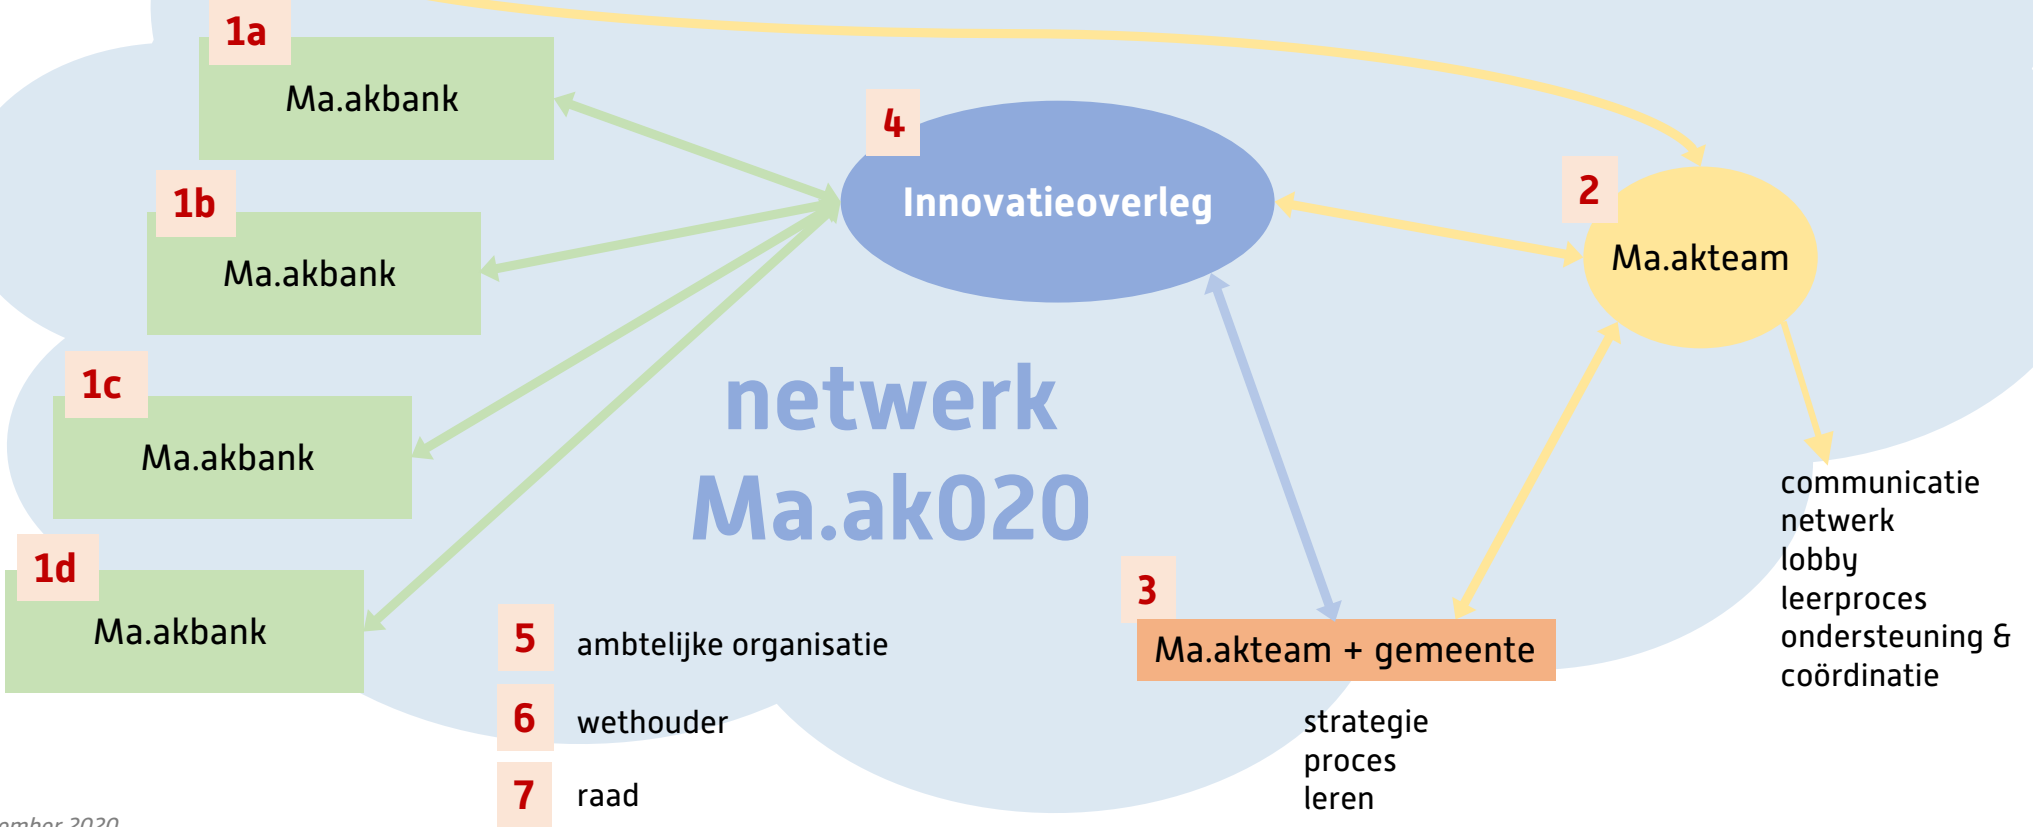 1a
Ma.akbank
1b
Ma.akbank
1c
Ma.akbank
1d
Ma.akbank
4
Innovatieoverleg
2
Ma.akteam
netwerk
Ma.ak020
communicatie
netwerk
lobby
leerproces
ondersteuning &
coördinatie
3
Ma.akteam + gemeente
strategie
proces
leren
5 ambtelijke organisatie
6 wethouder
7 raad
2020